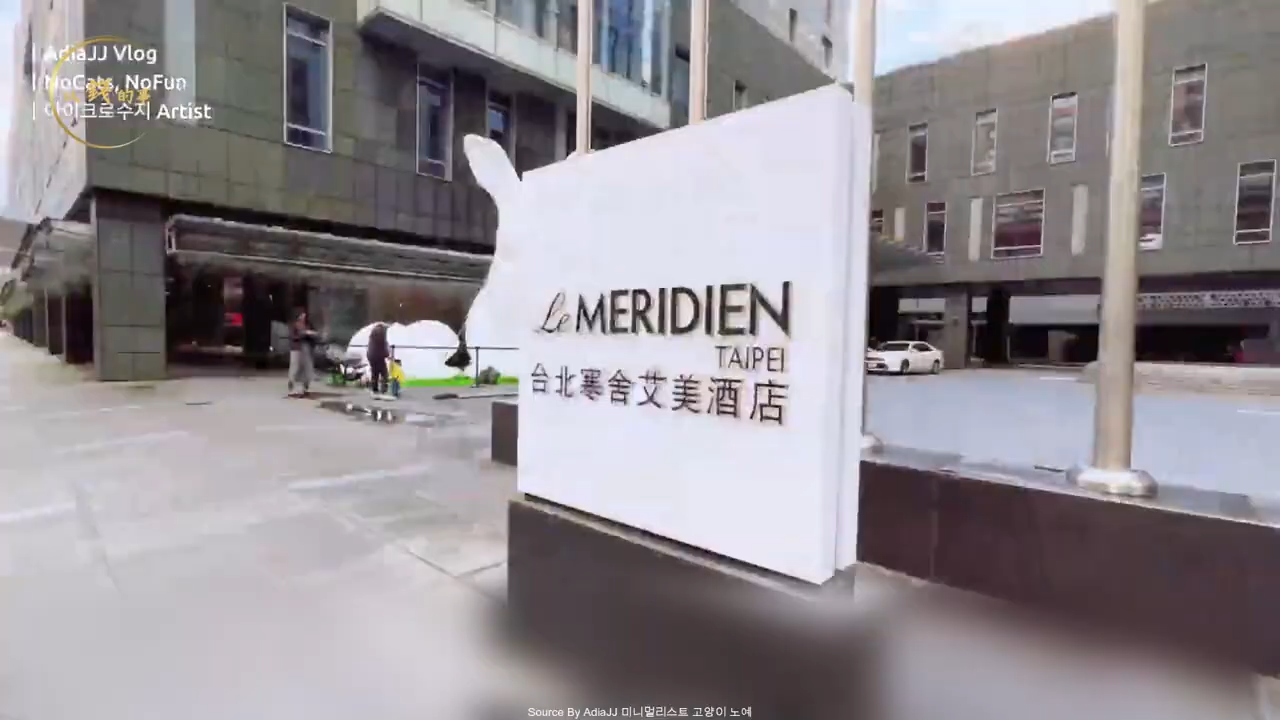 | AdiaJJ Vlog
| NoCats, NoFun
| 아이크로수지 Artist
Le MERIDIEN
TAIPEI
台北寒舍艾美酒店
Source By AdiaJJ 미니멀리스트 고양이 노예